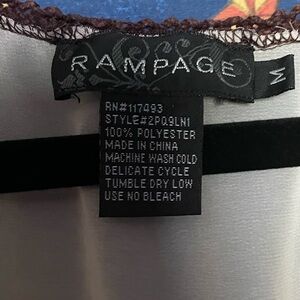 RAMPAGE
M
RN#117493
STYLE#2PQ9LN1
100% POLYESTER
MADE IN CHINA
MACHINE WASH COLD
DELICATE CYCLE
TUMBLE DRY LOW
USE NO BLEACH